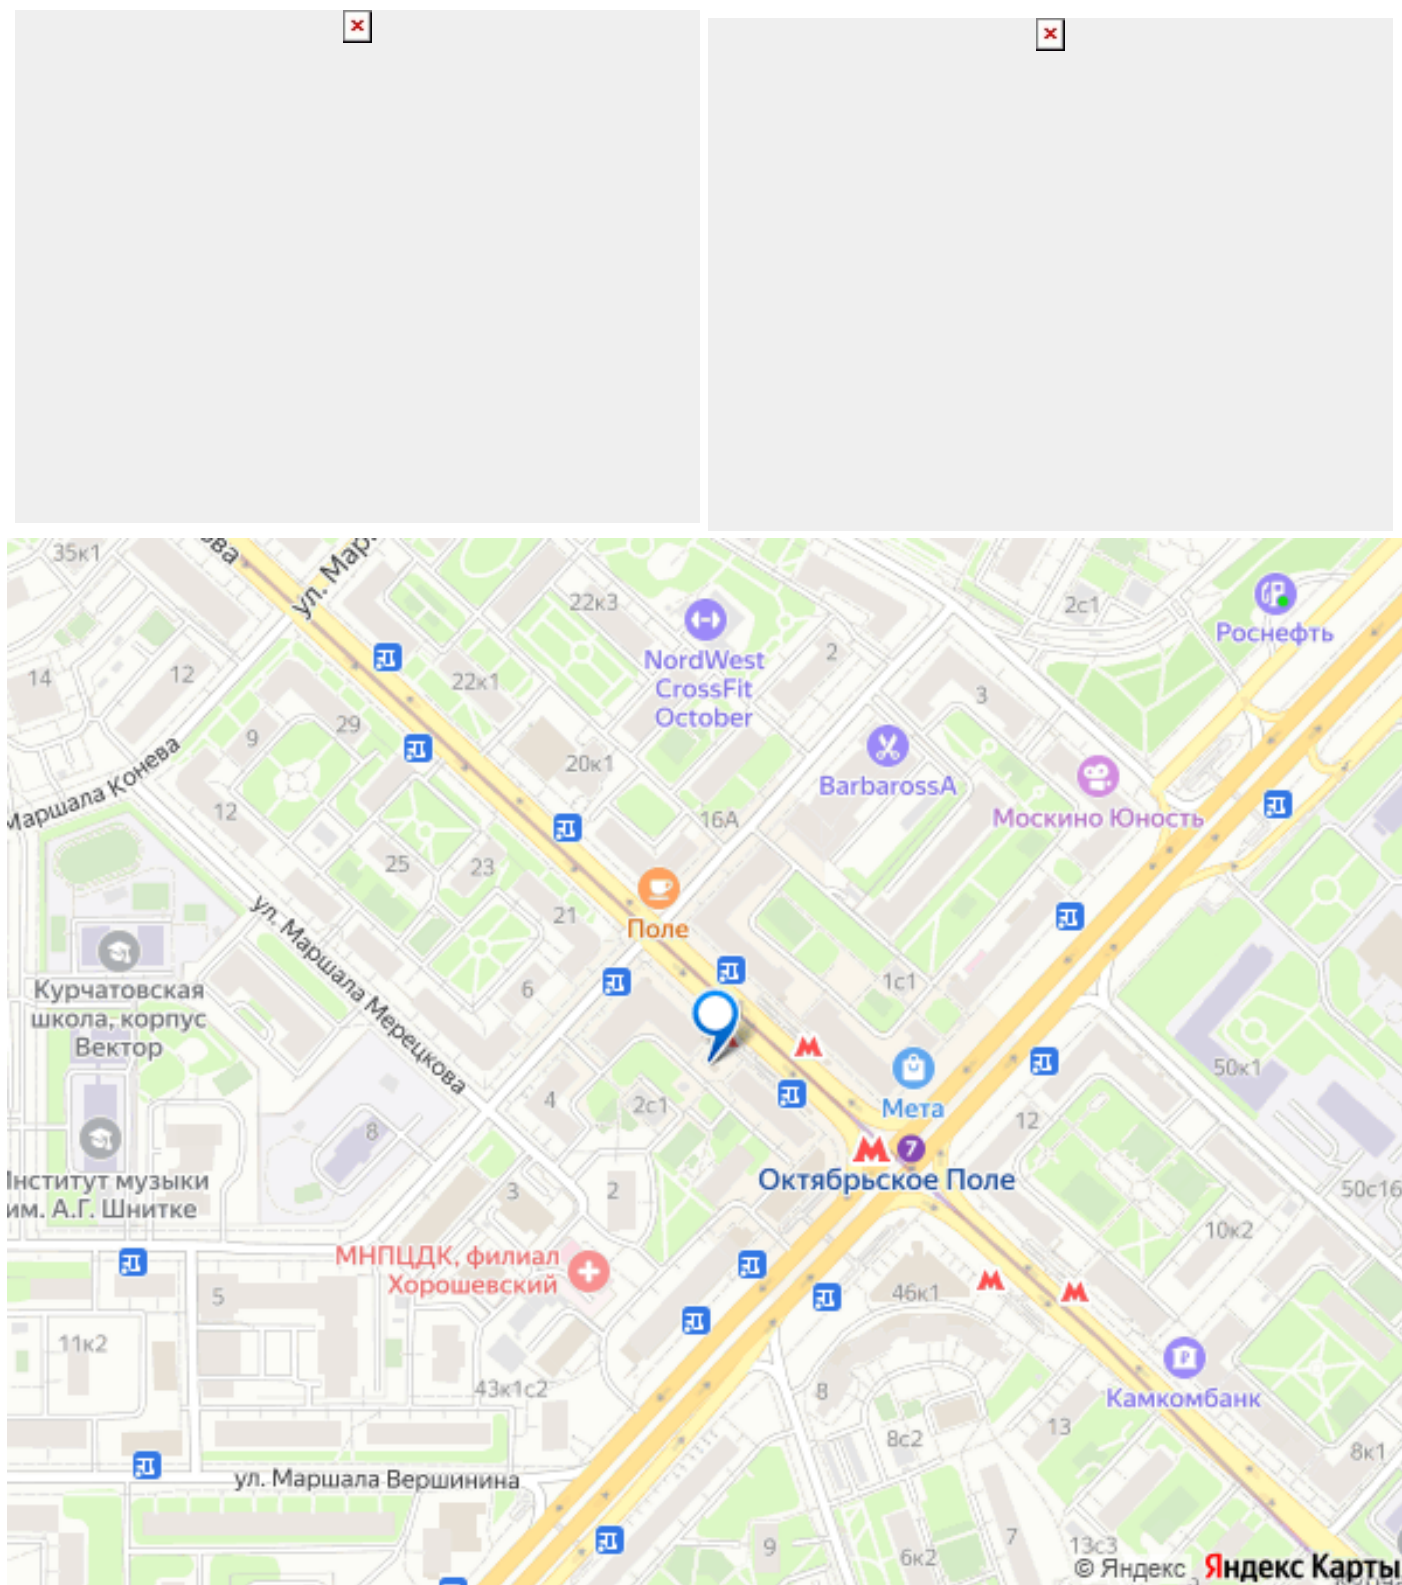 35к1
ова
ул. Мар.
22к3
2с1
Роснефть
NordWest
CrossFit
October
2
14
12
22к1
3
29
9
Маршала Конева
20к1
BarbarossA
12
16А
Москино Юность
25
23
ул. Маршала Мерецкова
21
Поле
Курчатовская
школа, корпус
Вектор
6
1с1
50к1
4
2с1
Мета
12
8
7
Октябрьское Поле
Институт музыки
им. А.Г. Шнитке
3
2
50с16
10к2
МНПЦДК, филиал
Хорошевский
5
46к1
11к2
43к1с2
8
Камкомбанк
13
8с2
8к1
ул. Маршала Вершинина
9
6к2
7
13с3
© Яндекс Яндекс Карты